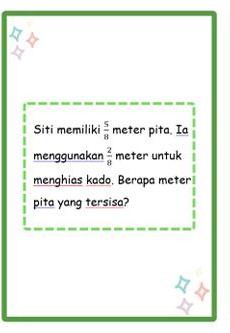 Siti memiliki 5/8 meter pita. Ia
menggunakan 2/8 meter untuk
menghias kado. Berapa meter
pita yang tersisa?